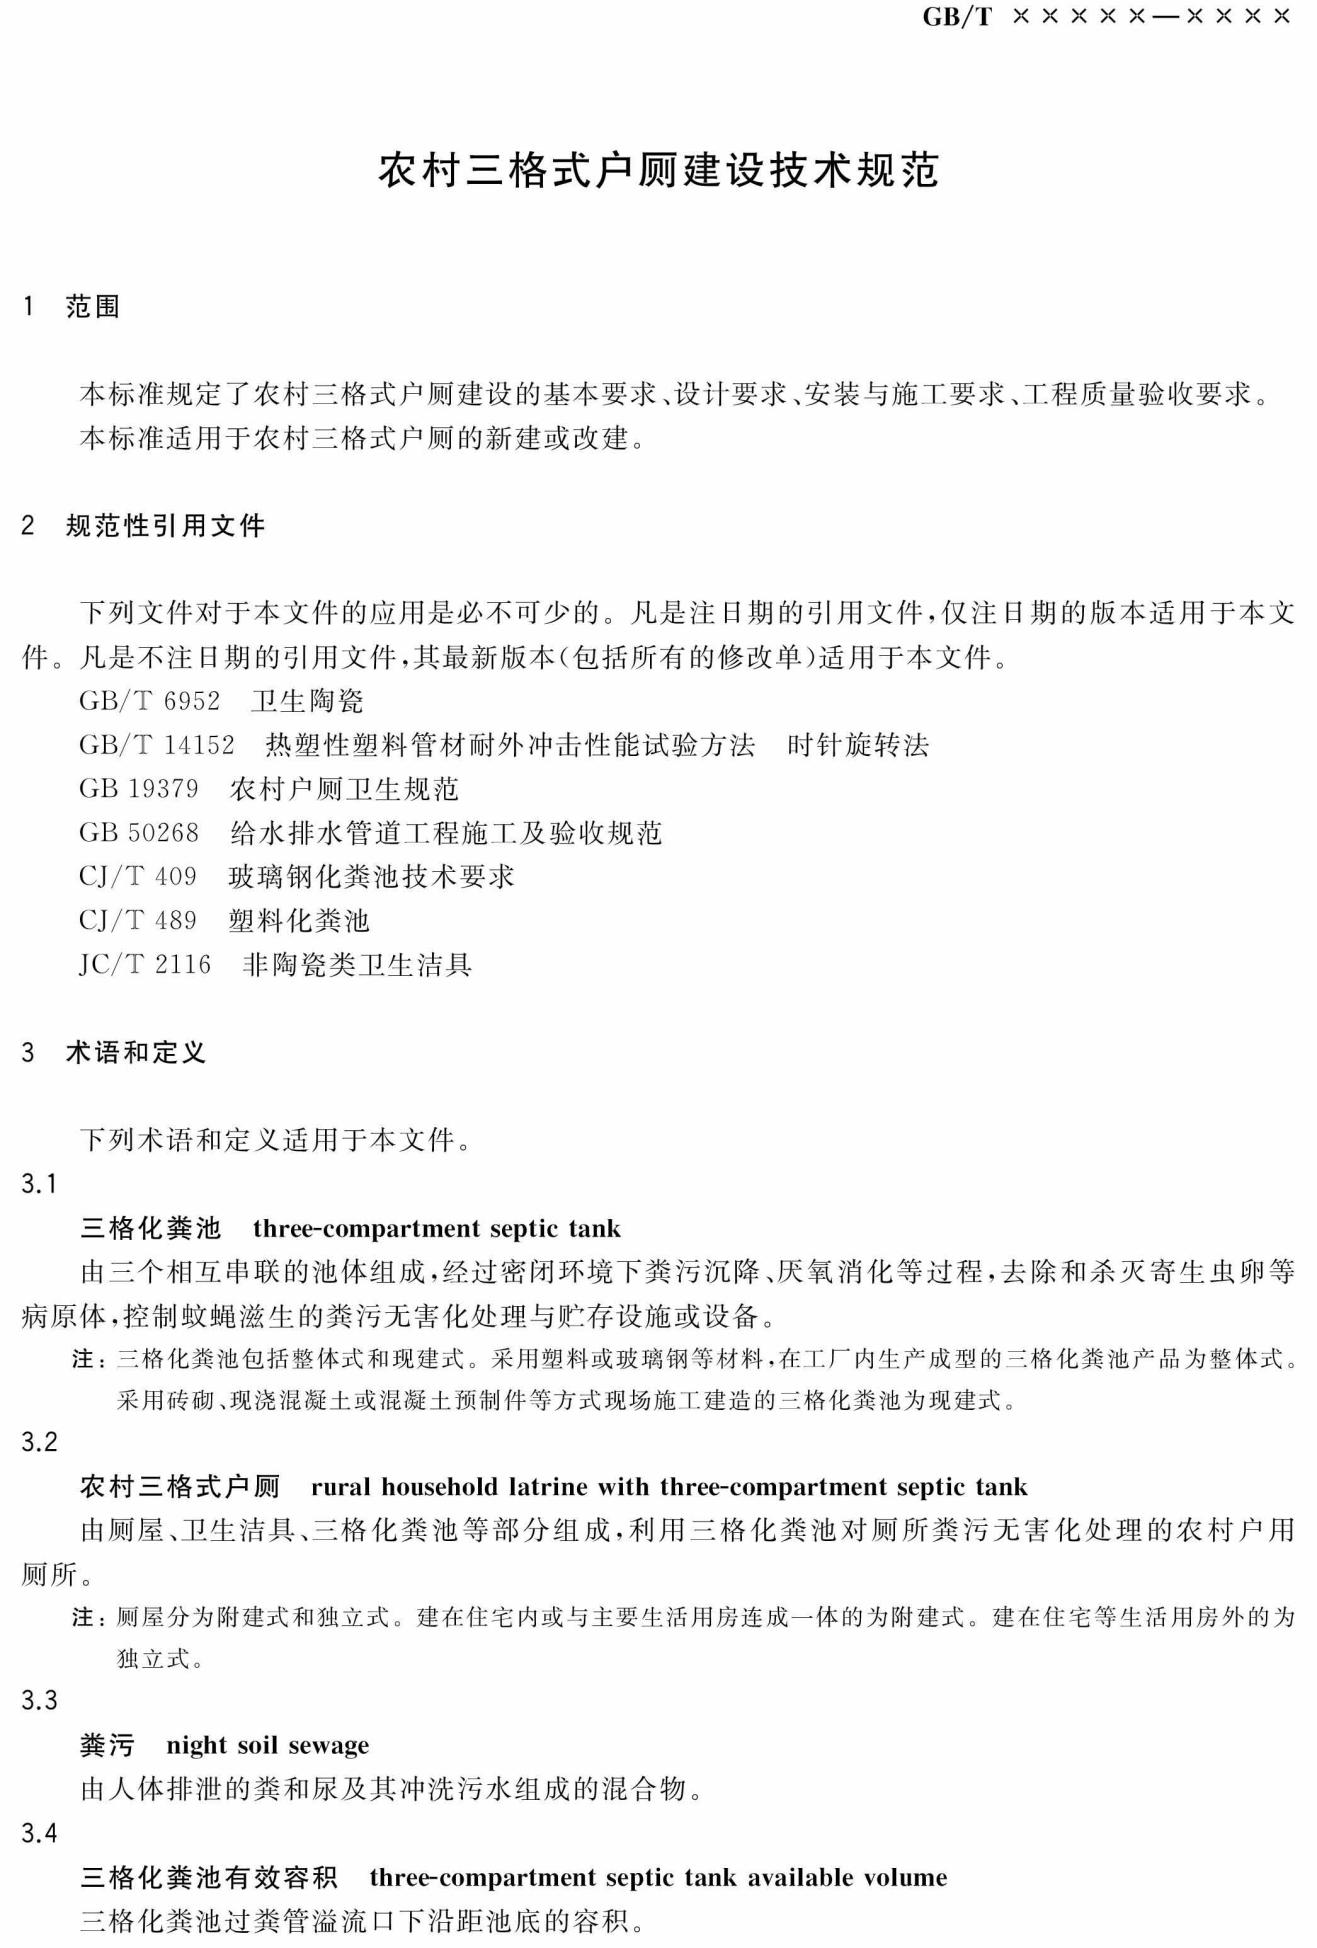 GB/T ×××××—××××
农村三格式户厕建设技术规范
1 范围
本标准规定了农村三格式户厕建设的基本要求、设计要求、安装与施工要求、工程质量验收要求。
本标准适用于农村三格式户厕的新建或改建。
2 规范性引用文件
下列文件对于本文件的应用是必不可少的。凡是注日期的引用文件,仅注日期的版本适用于本文
件。凡是不注日期的引用文件,其最新版本(包括所有的修改单)适用于本文件。
GB/T 6952 卫生陶瓷
GB/T 14152 热塑性塑料管材耐外冲击性能试验方法 时针旋转法
GB 19379 农村户厕卫生规范
GB 50268 给水排水管道工程施工及验收规范
CJ/T 409 玻璃钢化粪池技术要求
CJ/T 489 塑料化粪池
JC/T 2116 非陶瓷类卫生洁具
3 术语和定义
下列术语和定义适用于本文件。
3.1
三格化粪池 three-compartment septic tank
由三个相互串联的池体组成,经过密闭环境下粪污沉降、厌氧消化等过程,去除和杀灭寄生虫卵等
病原体,控制蚊蝇滋生的粪污无害化处理与贮存设施或设备。
注:三格化粪池包括整体式和现建式。采用塑料或玻璃钢等材料,在工厂内生产成型的三格化粪池产品为整体式。
采用砖砌、现浇混凝土或混凝土预制件等方式现场施工建造的三格化粪池为现建式。
3.2
农村三格式户厕 rural household latrine with three-compartment septic tank
由厕屋、卫生洁具、三格化粪池等部分组成,利用三格化粪池对厕所粪污无害化处理的农村户用
厕所。
注:厕屋分为附建式和独立式。建在住宅内或与主要生活用房连成一体的为附建式。建在住宅等生活用房外的为
独立式。
3.3
粪污 night soil sewage
由人体排泄的粪和尿及其冲洗污水组成的混合物。
3.4
三格化粪池有效容积 three-compartment septic tank available volume
三格化粪池过粪管溢流口下沿距池底的容积。